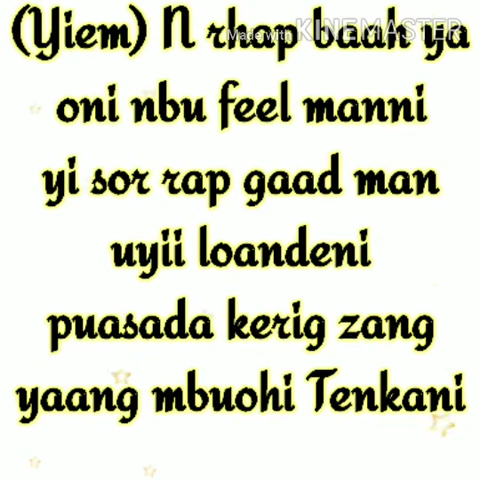 (Yiem) N rhap baah ya
Made with KINEMASTER
oni nbu feel manni
yi sor rap gaad man
uyii loandeni
puasada kerig zang
yaang mbuohi Tenkani